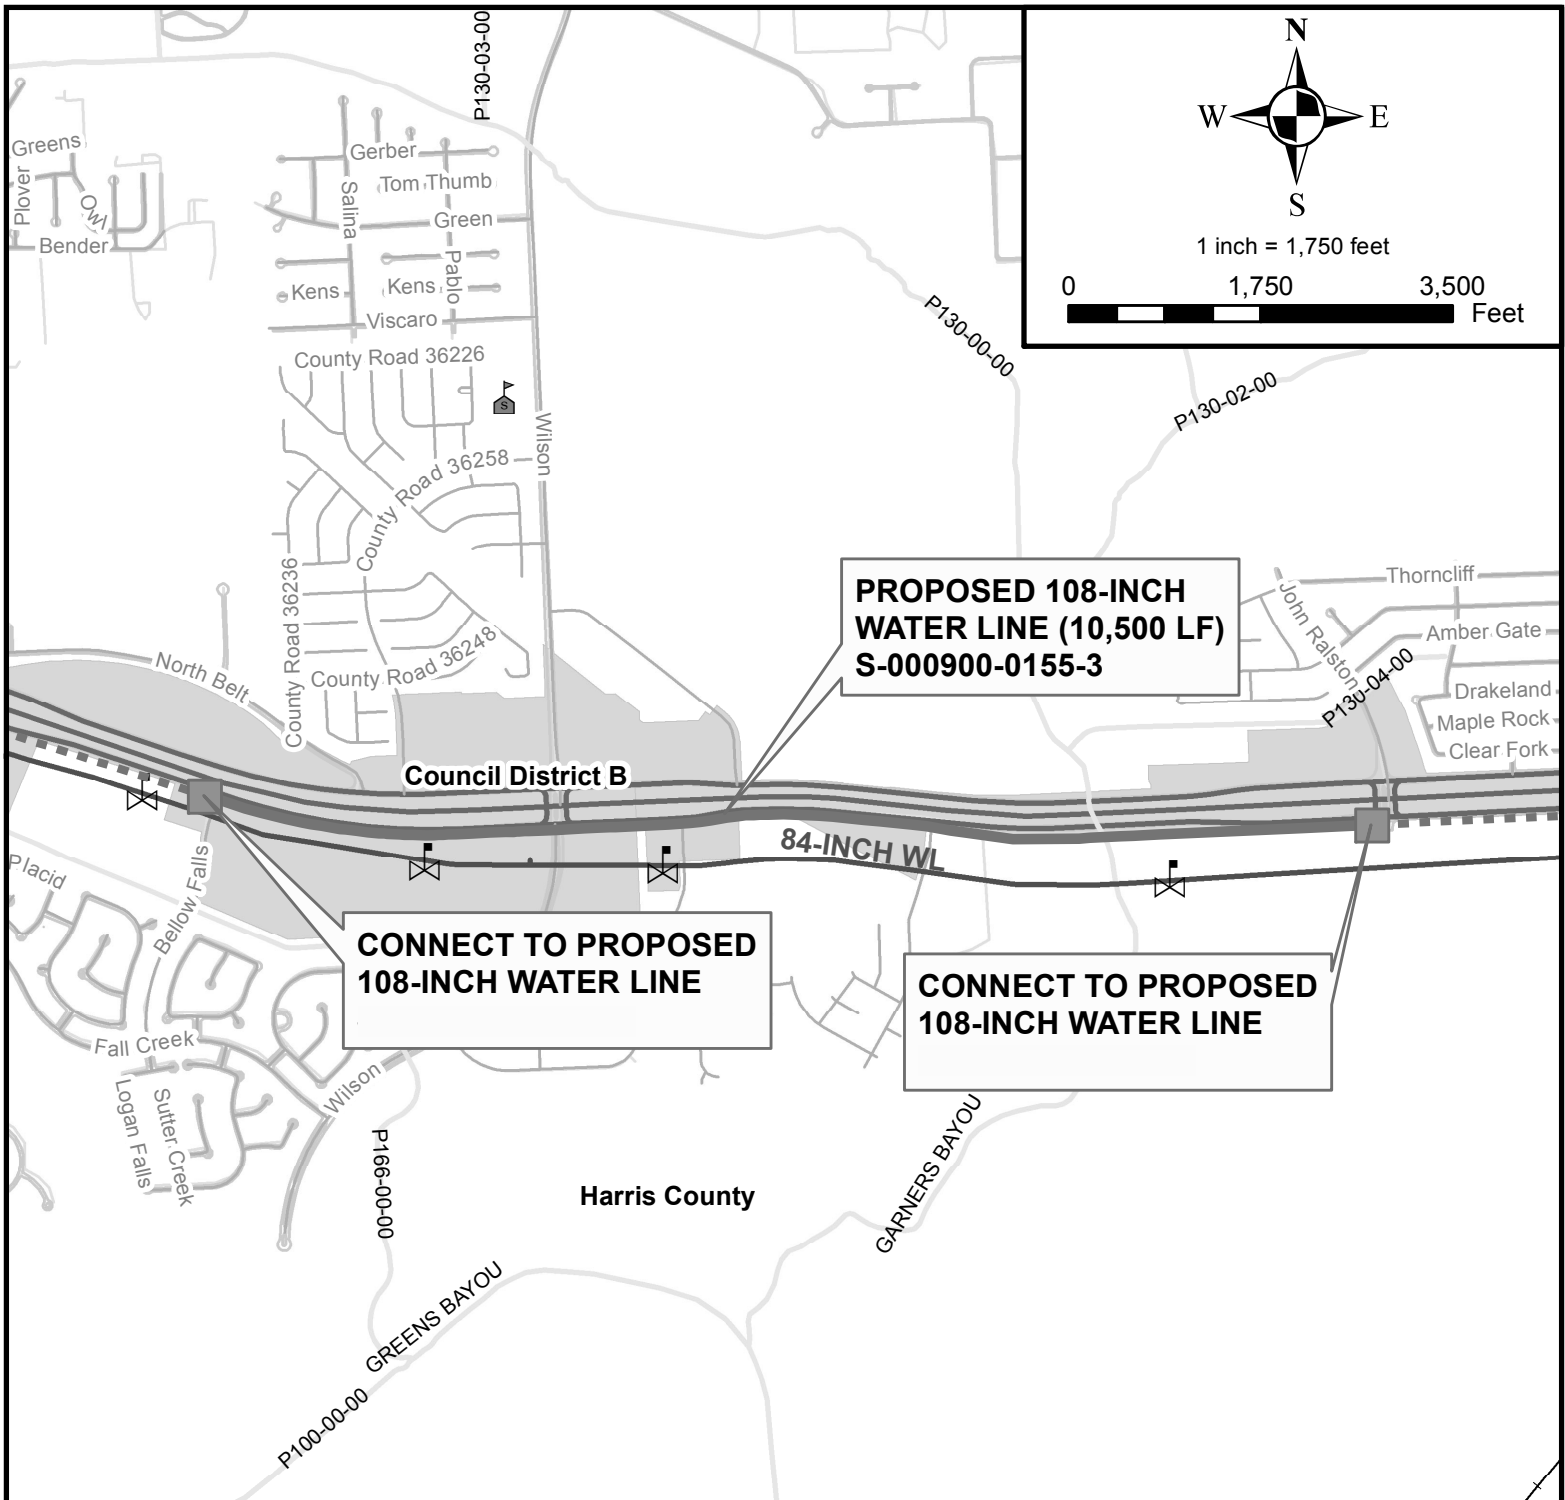 P130-03-00
N
W
E
S
1 inch = 1,750 feet
0
1,750
3,500
Feet
Greens
Plover
Owl
Bender
Gerber
Salina
Tom Thumb
Green
Pablo
Kens
Kens
Viscaro
County Road 36226
S
Wilson
County Road 36258
County Road 36236
County Road 36248
North Belt
P130-00-00
P130-02-00
PROPOSED 108-INCH
WATER LINE (10,500 LF)
S-000900-0155-3
Thorncliff
John Ralston
Amber Gate
P130-04-00
Drakeland
Maple Rock
Clear Fork
Council District B
84-INCH WL
Placid
Bellow Falls
CONNECT TO PROPOSED
108-INCH WATER LINE
CONNECT TO PROPOSED
108-INCH WATER LINE
Fall Creek
Logan Falls
Sutter Creek
Wilson
P166-00-00
Harris County
GARNERS BAYOU
GREENS BAYOU
P100-00-00